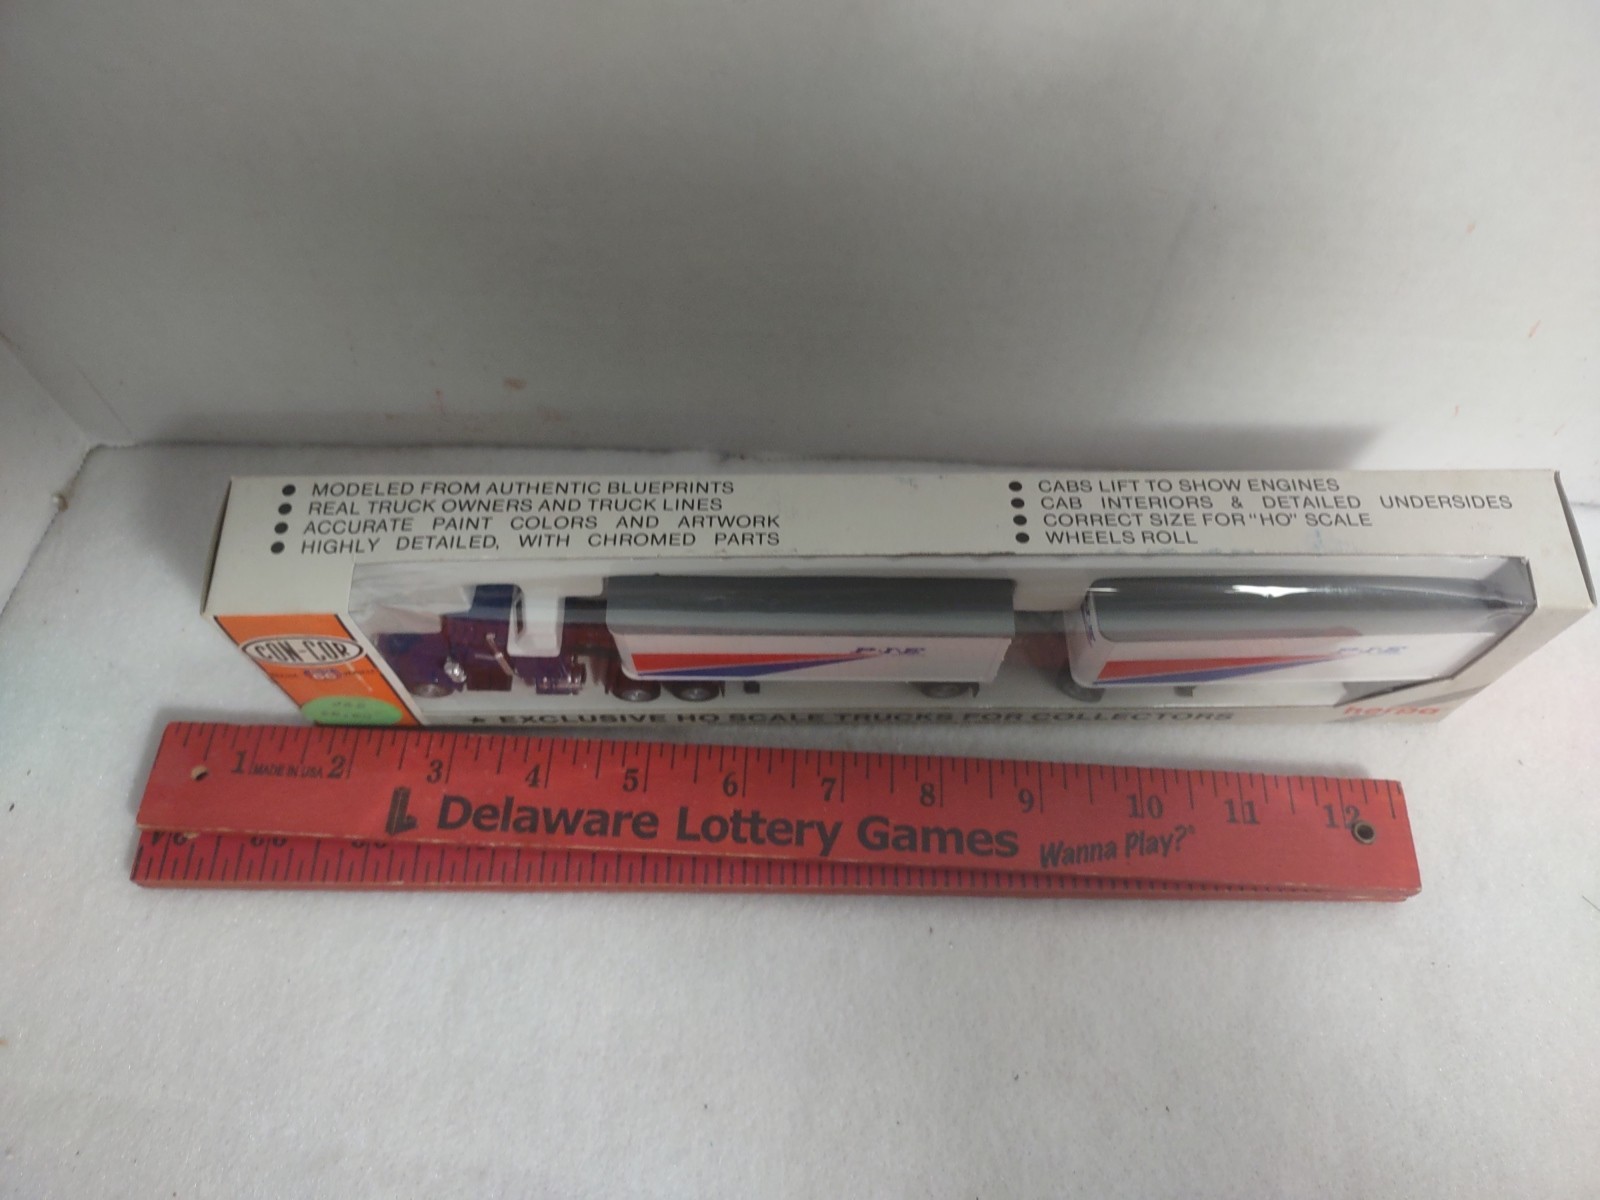 ● MODELED FROM AUTHENTIC BLUEPRINTS
● REAL TRUCK OWNERS AND TRUCK LINES
● ACCURATE PAINT COLORS AND ARTWORK
● HIGHLY DETAILED, WITH CHROMED PARTS
● CABS LIFT TO SHOW ENGINES
● CAB INTERIORS & DETAILED UNDERSIDES
● CORRECT SIZE FOR "HO" SCALE
● WHEELS ROLL
CON-COR
66
P·I·E
P·I·E
herpa
★ EXCLUSIVE HO SCALE TRUCKS FOR COLLECTORS
1 MADE IN USA 2 3 4 5 6 7 8 9 10 11 12
Delaware Lottery Games Wanna Play?®